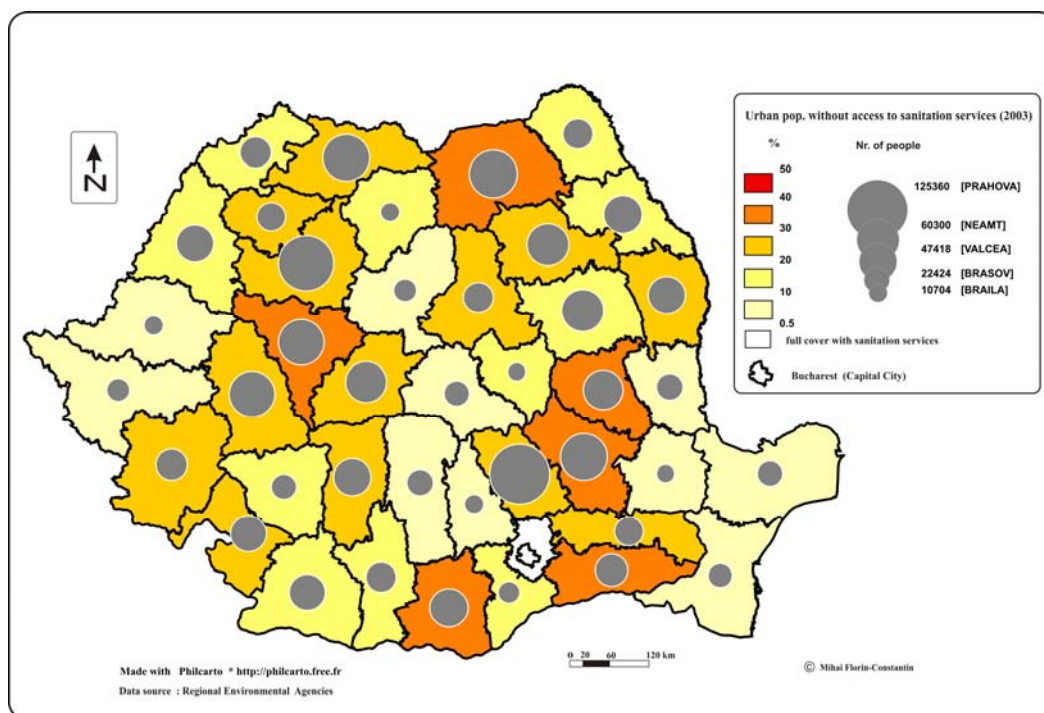 Urban pop. without access to sanitation services (2003)
%
Nr. of people
50
40
30
20
10
0.5
125360 [PRAHOVA]
60300 [NEAMT]
47418 [VALCEA]
22424 [BRASOV]
10704 [BRAILA]
full cover with sanitation services
Bucharest (Capital City)
N
0 20 60 120 km
Made with Philcarto * http://philcarto.free.fr
Data source : Regional Environmental Agencies
© Mihai Florin-Constantin